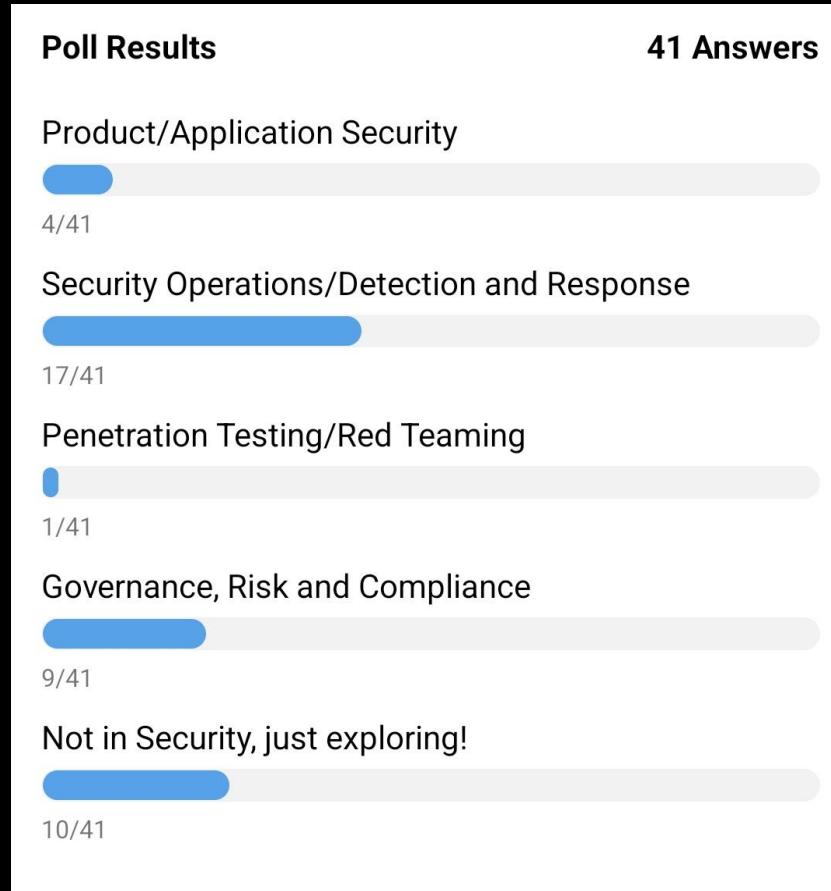 Poll Results 41 Answers
Product/Application Security
4/41
Security Operations/Detection and Response
17/41
Penetration Testing/Red Teaming
1/41
Governance, Risk and Compliance
9/41
Not in Security, just exploring!
10/41